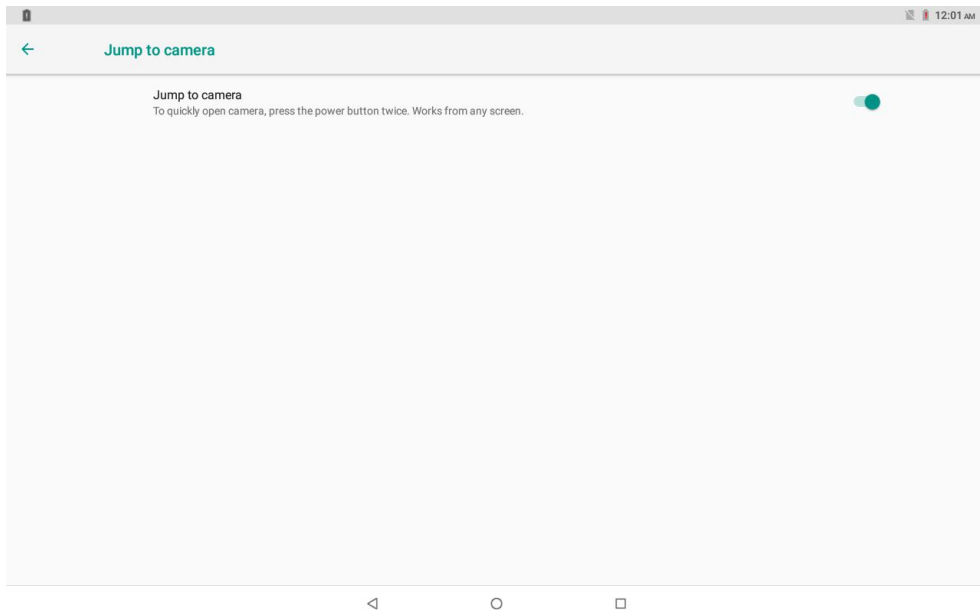 12:01 AM
Jump to camera
Jump to camera
To quickly open camera, press the power button twice. Works from any screen.